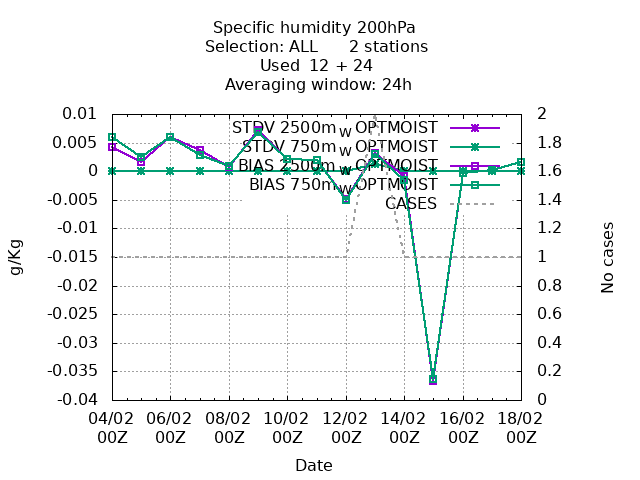 Specific humidity 200hPa
Selection: ALL 2 stations
Used 12 + 24
Averaging window: 24h
g/Kg
0.01
0.005
0
-0.005
-0.01
-0.015
-0.02
-0.025
-0.03
-0.035
-0.04
STDV 2500m_W OPTMOIST
STDV 750m_W OPTMOIST
BIAS 2500m_W OPTMOIST
BIAS 750m_W OPTMOIST
CASES
2
1.8
1.6
1.4
1.2
1
0.8
0.6
0.4
0.2
0
No cases
04/02 06/02 08/02 10/02 12/02 14/02 16/02 18/02
00Z 00Z 00Z 00Z 00Z 00Z 00Z 00Z
Date